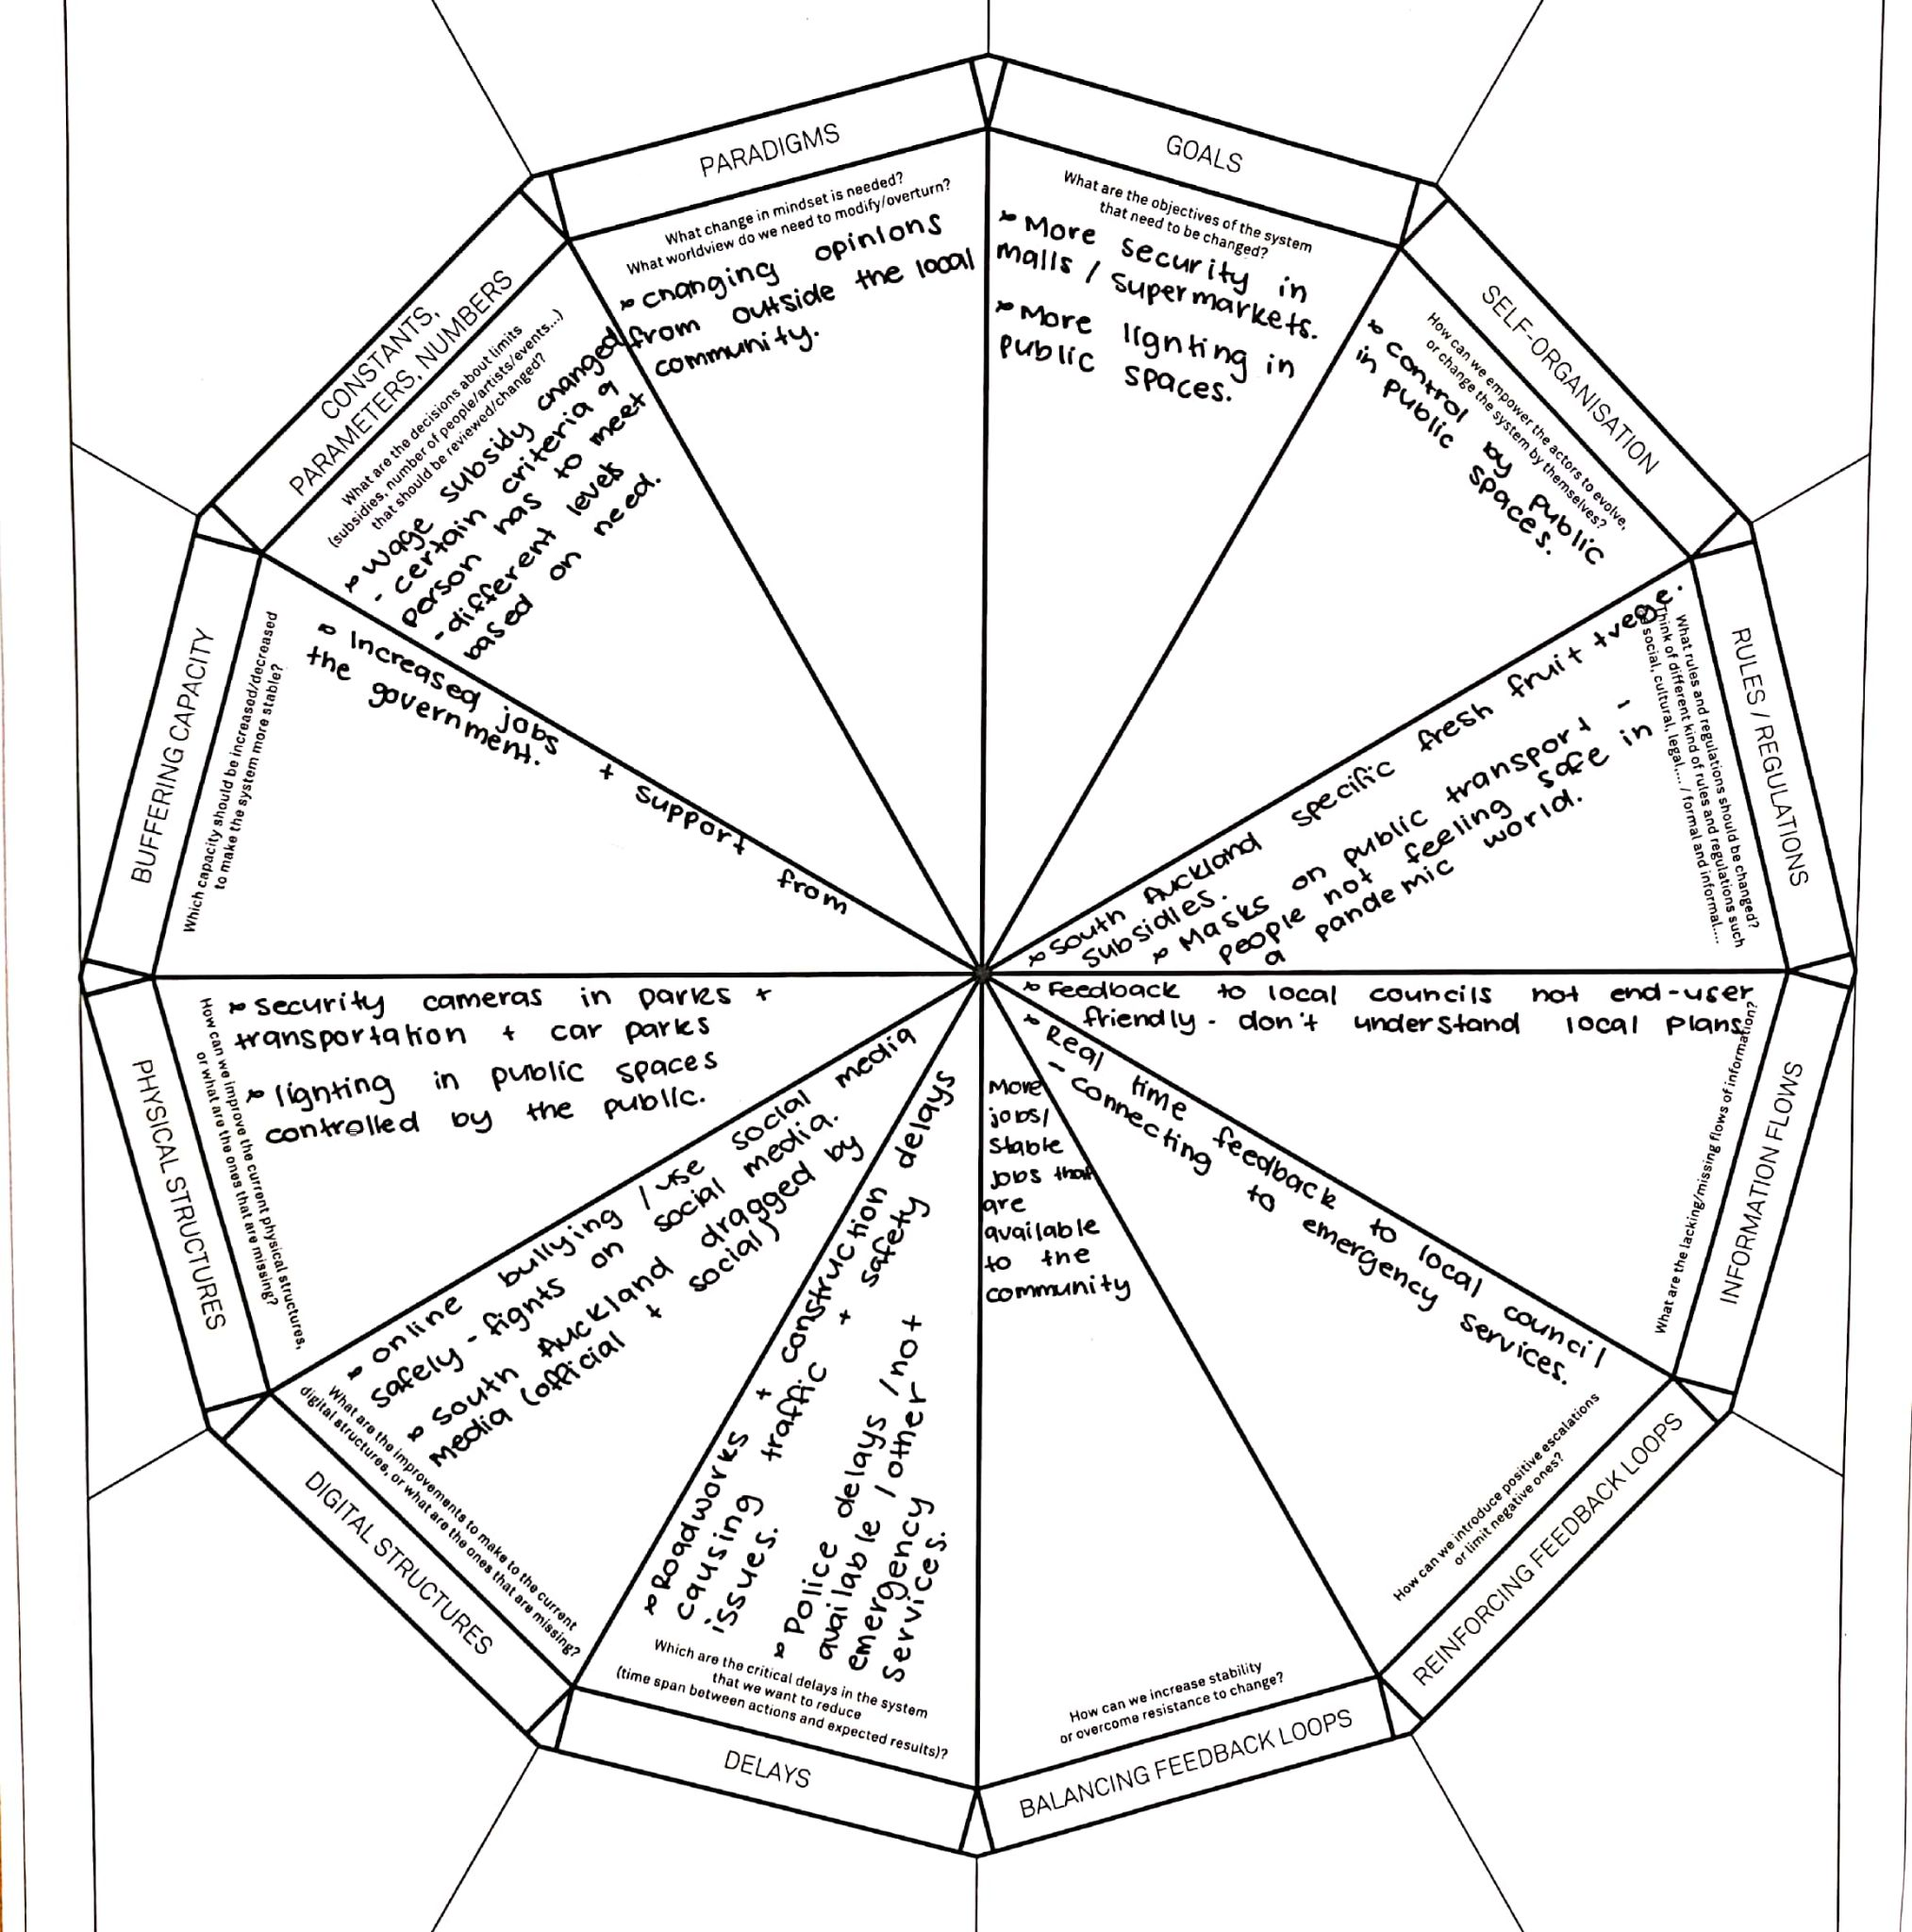 PARADIGMS
What change in mindset is needed?
What worldview do we need to modify/overturn?
» changing opinions
from outside the local
community.
GOALS
What are the objectives of the system
that need to be changed?
» More security in
malls / supermarkets.
» More lighting in
public spaces.
SELF-ORGANISATION
How can we empower the actors to evolve,
or change the system by themselves?
» control by public
in public spaces.
RULES / REGULATIONS
What rules and regulations should be changed?
Think of different kind of rules and regulations such
social, cultural, legal,.... / formal and informal....
» South Auckland specific fresh fruit + vege.
subsidies.
» Masks on public transport -
people not feeling safe in
a pandemic world.
INFORMATION FLOWS
What are the lacking/missing flows of information?
» Feedback to local councils not end-user
friendly - don't understand local plans
REINFORCING FEEDBACK LOOPS
How can we introduce positive escalations
or limit negative ones?
» Real time feedback to local council
- connecting to emergency services.
BALANCING FEEDBACK LOOPS
How can we increase stability
or overcome resistance to change?
More
jobs/
stable
jobs that
are
available
to the
community
DELAYS
Which are the critical delays in the system
that we want to reduce
(time span between actions and expected results)?
» Roadworks + construction delays
causing traffic + safety
issues.
» Police delays / not
available / other
emergency
services.
DIGITAL STRUCTURES
What are the improvements to make to the current
digital structures, or what are the ones that are missing?
» online bullying / use social media
safely - fights on social media.
» South Auckland dragged by
media (official + social)
PHYSICAL STRUCTURES
How can we improve the current physical structures,
or what are the ones that are missing?
» security cameras in parks +
transportation + car parks
» lighting in public spaces
controlled by the public.
BUFFERING CAPACITY
Which capacity should be increased/decreased
to make the system more stable?
» Increased jobs + support from
the government.
CONSTANTS,
PARAMETERS, NUMBERS
What are the decisions about limits
(subsidies, number of people/artists/events...)
that should be reviewed/changed?
» wage subsidy changed
- certain criteria a
person has to meet
- different levels
based on need.